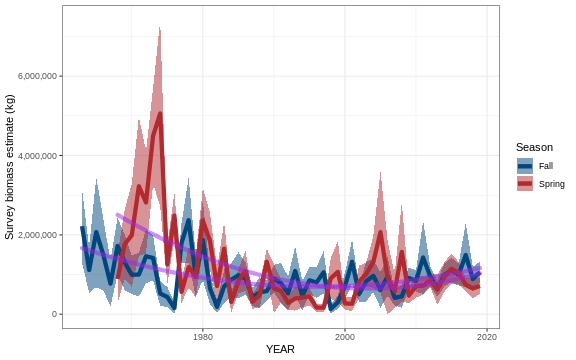 Survey biomass estimate (kg)
6,000,000
4,000,000
2,000,000
0
1980
2000
2020
YEAR
Season
Fall
Spring